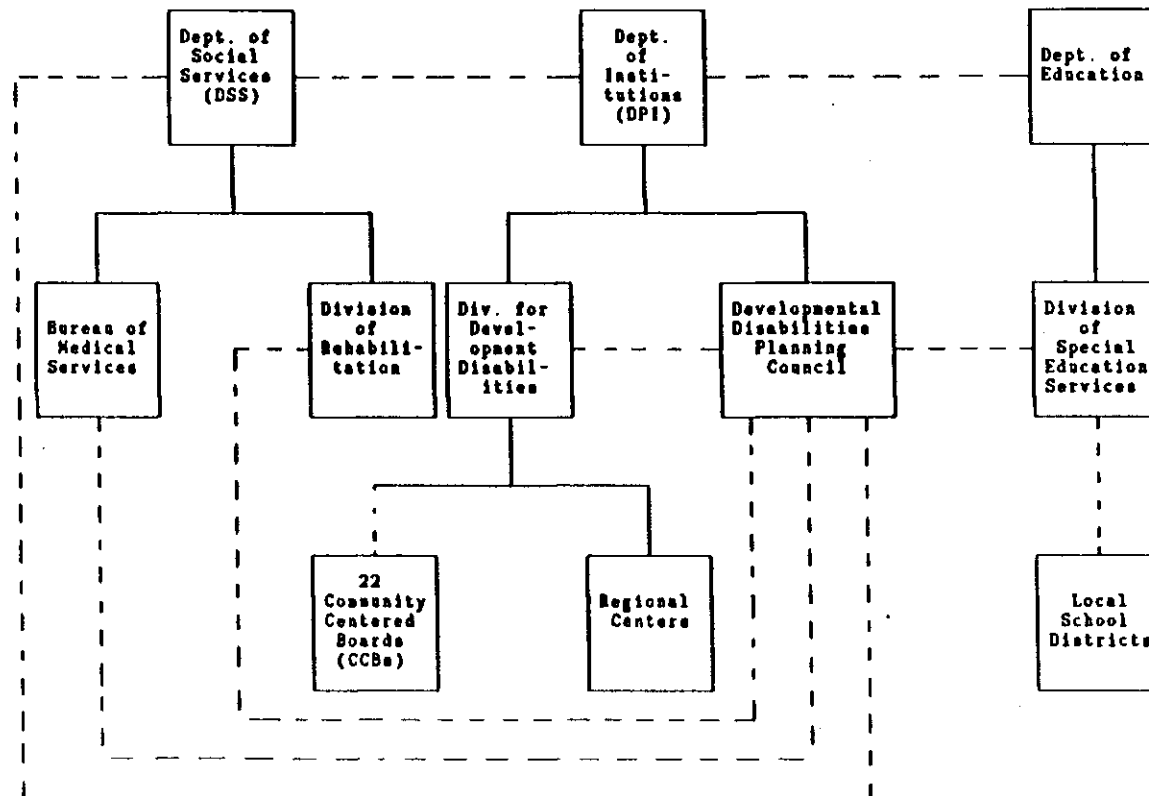 Dept. of
Social
Services
(DSS)
Dept.
of
Insti-
tutions
(DPI)
Dept. of
Education
Bureau of
Medical
Services
Division
of
Rehabili-
tation
Div. for
Devel-
opment
Disabil-
ities
Developmental
Disabilities
Planning
Council
Division
of
Special
Education
Services
22
Community
Centered
Boards
(CCBs)
Regional
Centers
Local
School
Districts